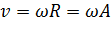 v = ωR = ωA